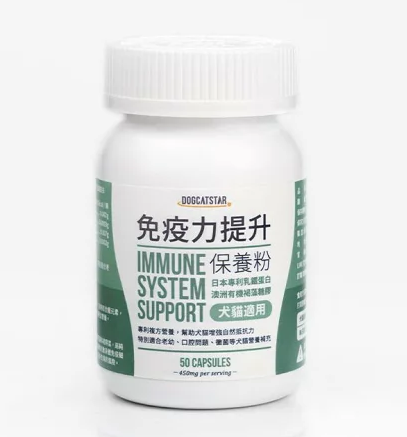 DOGCATSTAR
免疫力提升
IMMUNE
SYSTEM
SUPPORT
保養粉
日本專利乳鐵蛋白
澳洲有機褐藻醣膠
犬貓適用
專利複方營養，幫助犬貓增強自然抵抗力
特別適合老幼、口腔問題、黴菌等犬貓營養補充
50 CAPSULES
450mg per serving